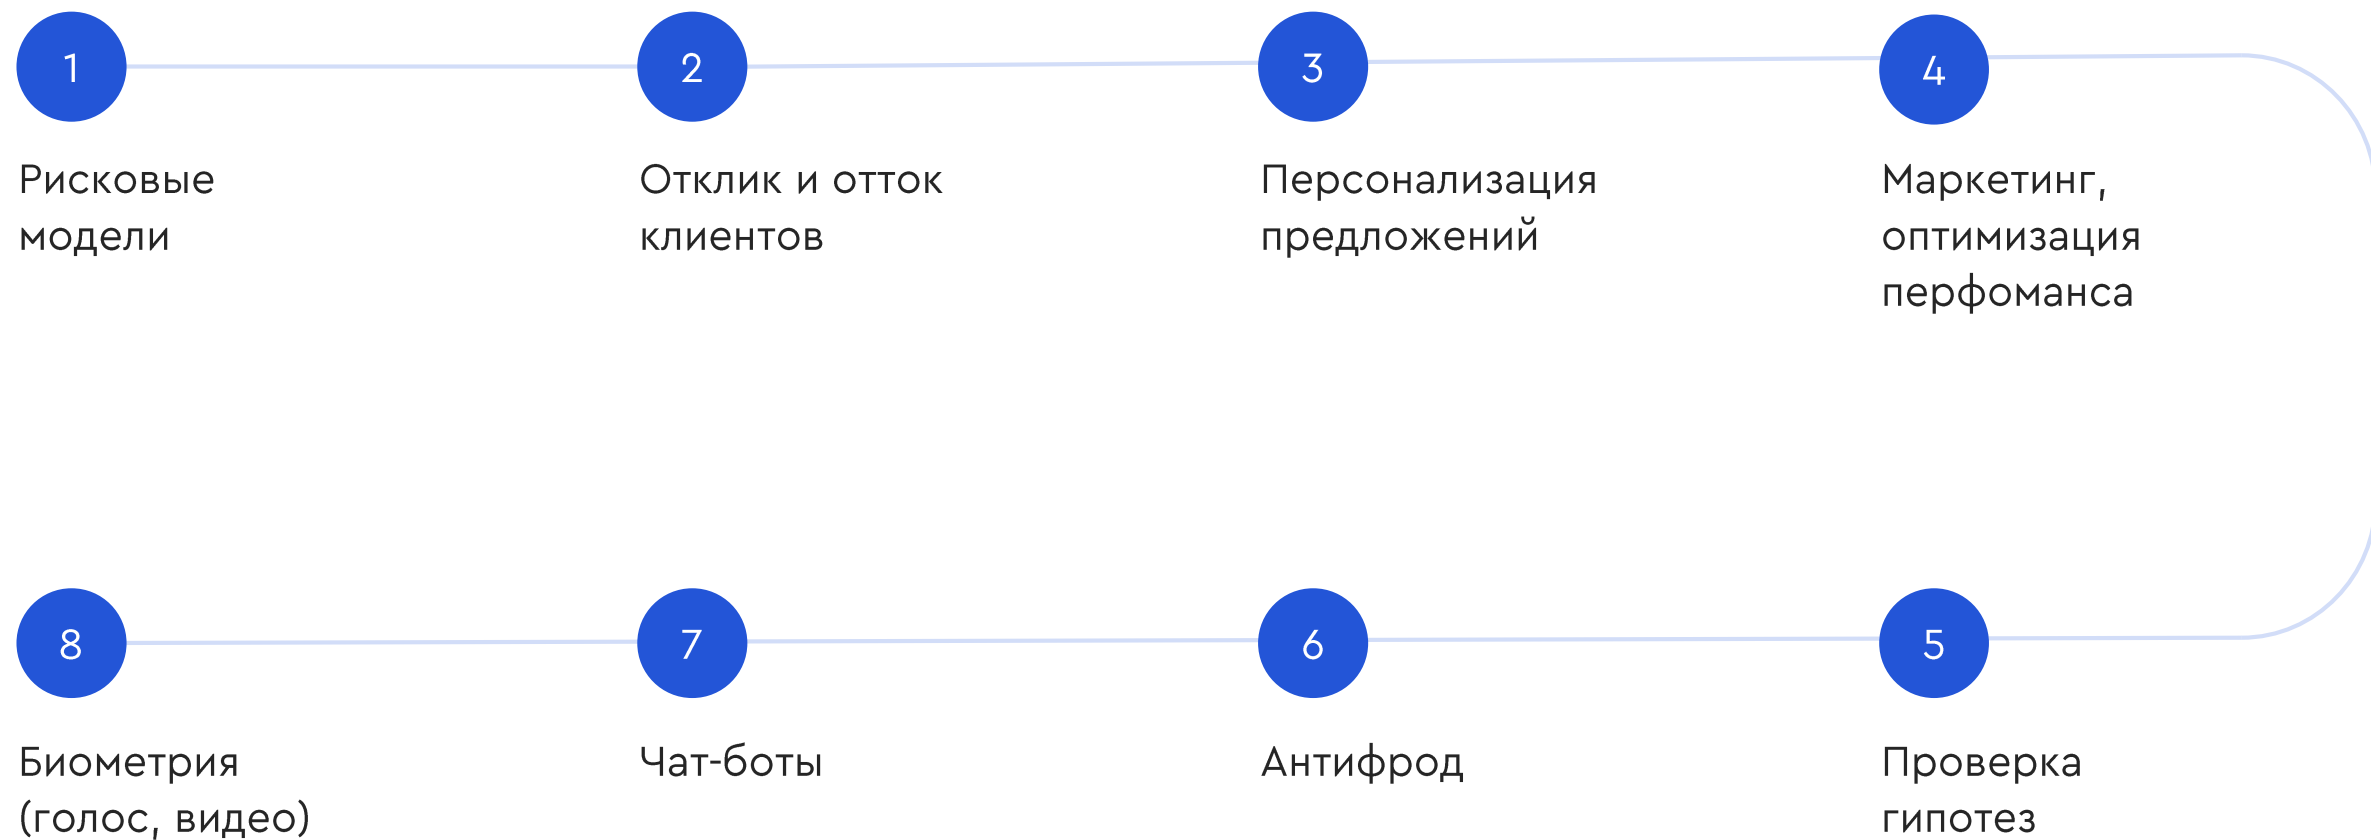 1
Рисковые
модели
2
Отклик и отток
клиентов
3
Персонализация
предложений
4
Маркетинг,
оптимизация
перфоманса
5
Проверка
гипотез
6
Антифрод
7
Чат-боты
8
Биометрия
(голос, видео)